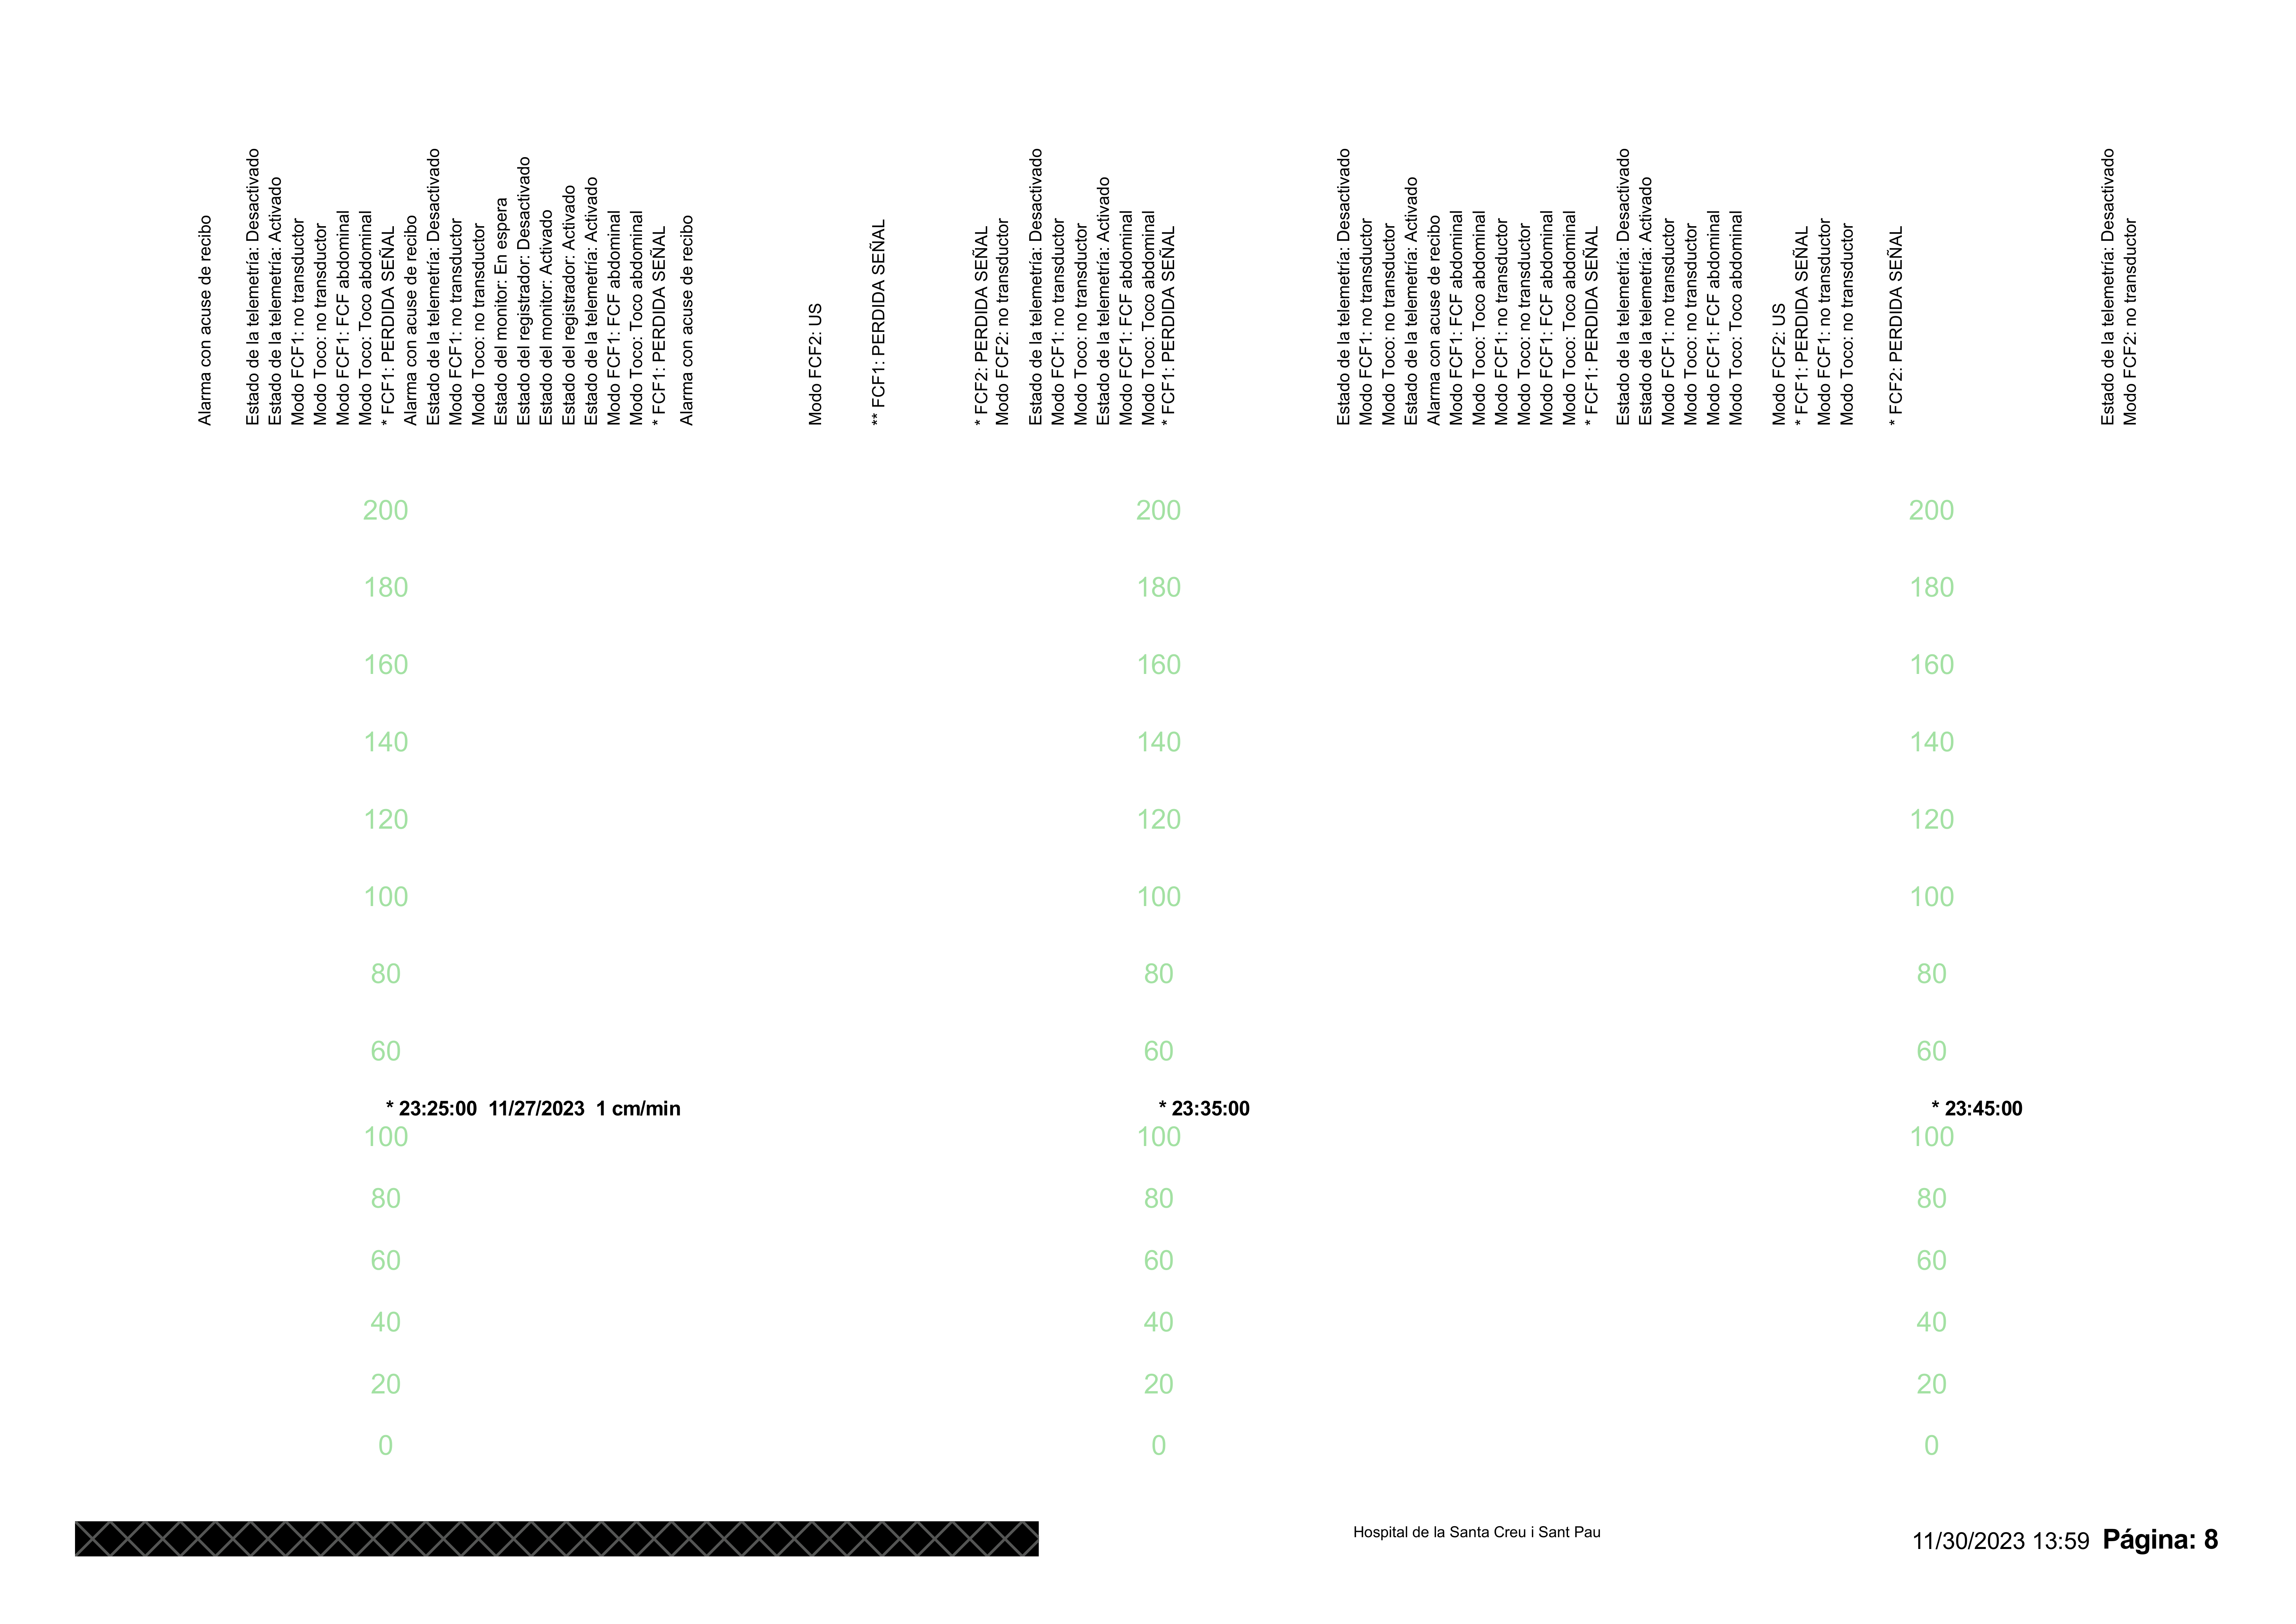 Alarma con acuse de recibo
Estado de la telemetría: Desactivado
Estado de la telemetría: Activado
Modo FCF1: no transductor
Modo Toco: no transductor
Modo FCF1: FCF abdominal
Modo Toco: Toco abdominal
* FCF1: PERDIDA SEÑAL
Alarma con acuse de recibo
Estado de la telemetría: Desactivado
Modo FCF1: no transductor
Modo Toco: no transductor
Estado del monitor: En espera
Estado del registrador: Desactivado
Estado del monitor: Activado
Estado del registrador: Activado
Estado de la telemetría: Activado
Modo FCF1: FCF abdominal
Modo Toco: Toco abdominal
* FCF1: PERDIDA SEÑAL
Alarma con acuse de recibo
Modo FCF2: US
** FCF1: PERDIDA SEÑAL
* FCF2: PERDIDA SEÑAL
Modo FCF2: no transductor
Estado de la telemetría: Desactivado
Modo FCF1: no transductor
Modo Toco: no transductor
Estado de la telemetría: Activado
Modo FCF1: FCF abdominal
Modo Toco: Toco abdominal
* FCF1: PERDIDA SEÑAL
Estado de la telemetría: Desactivado
Modo FCF1: no transductor
Modo Toco: no transductor
Estado de la telemetría: Activado
Alarma con acuse de recibo
Modo FCF1: FCF abdominal
Modo Toco: Toco abdominal
Modo FCF1: no transductor
Modo Toco: no transductor
Modo FCF1: FCF abdominal
Modo Toco: Toco abdominal
* FCF1: PERDIDA SEÑAL
Estado de la telemetría: Desactivado
Estado de la telemetría: Activado
Modo FCF1: no transductor
Modo Toco: no transductor
Modo FCF1: FCF abdominal
Modo Toco: Toco abdominal
Modo FCF2: US
* FCF1: PERDIDA SEÑAL
Modo FCF1: no transductor
Modo Toco: no transductor
* FCF2: PERDIDA SEÑAL
Estado de la telemetría: Desactivado
Modo FCF2: no transductor
200 200 200
180 180 180
160 160 160
140 140 140
120 120 120
100 100 100
80 80 80
60 60 60
* 23:25:00 11/27/2023 1 cm/min * 23:35:00 * 23:45:00
100 100 100
80 80 80
60 60 60
40 40 40
20 20 20
0 0 0
Hospital de la Santa Creu i Sant Pau
11/30/2023 13:59 Página: 8